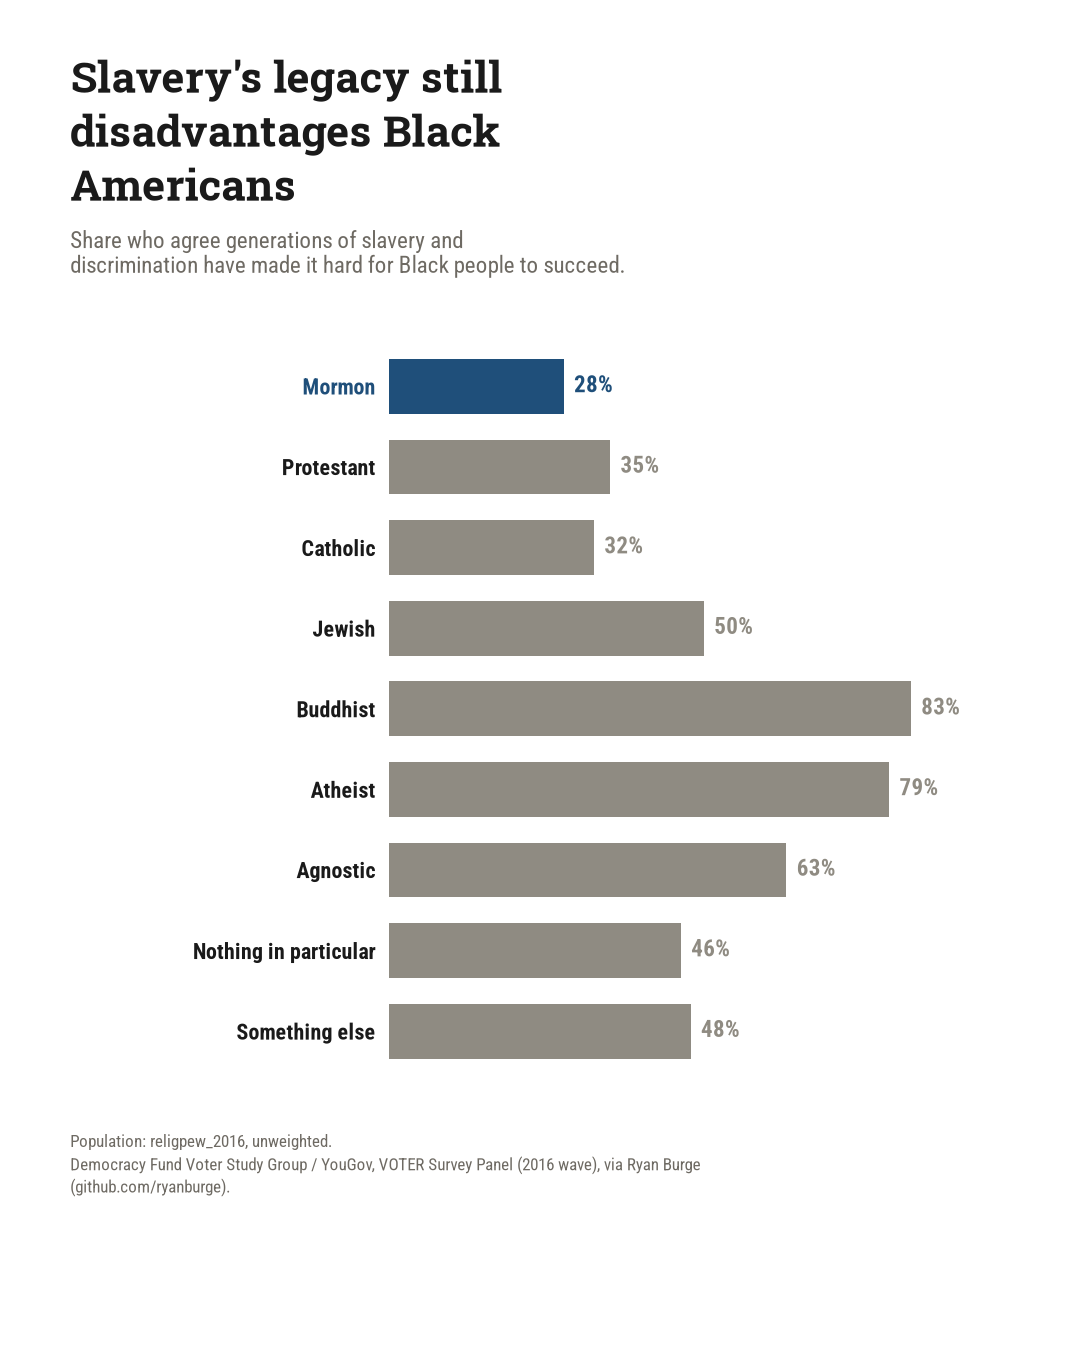 Slavery's legacy still
disadvantages Black
Americans
Share who agree generations of slavery and
discrimination have made it hard for Black people to succeed.
Mormon 28%
Protestant 35%
Catholic 32%
Jewish 50%
Buddhist 83%
Atheist 79%
Agnostic 63%
Nothing in particular 46%
Something else 48%
Population: religpew_2016, unweighted.
Democracy Fund Voter Study Group / YouGov, VOTER Survey Panel (2016 wave), via Ryan Burge
(github.com/ryanburge).